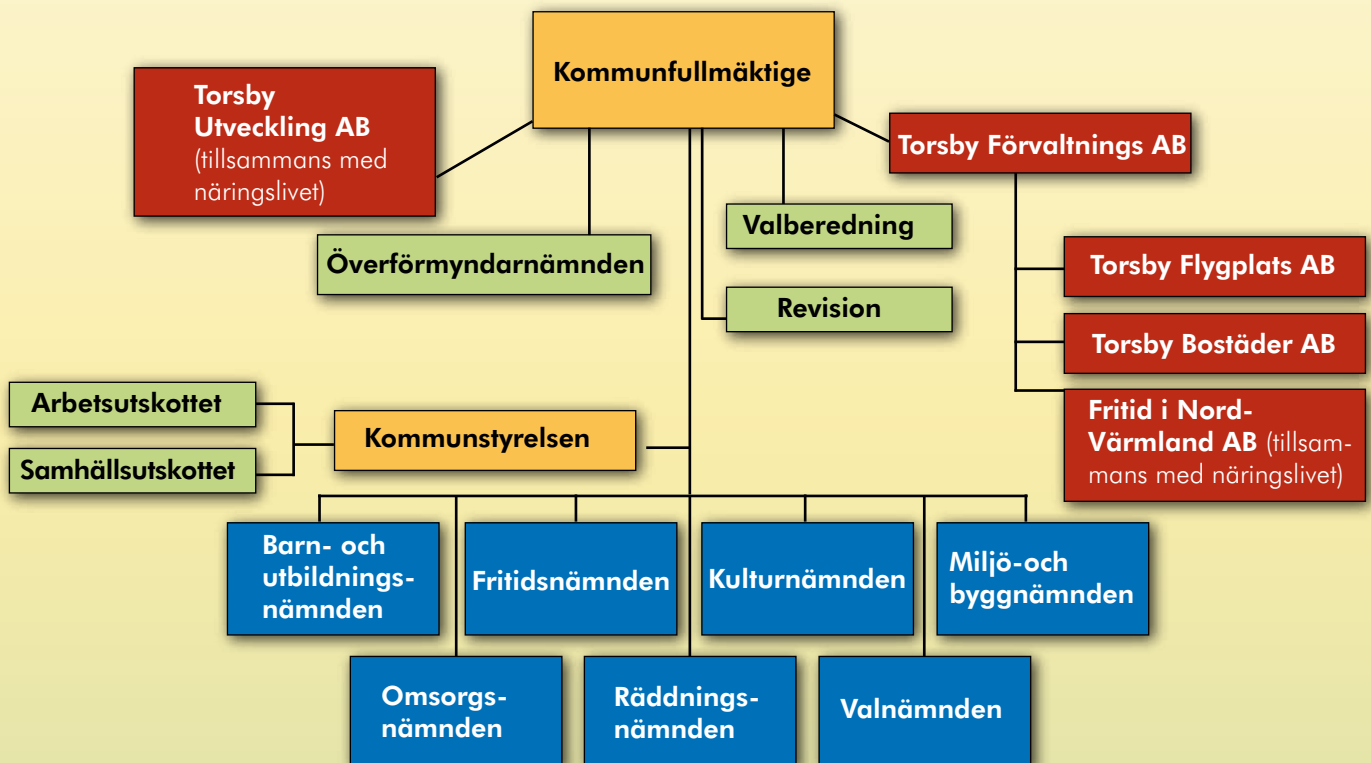 Kommunfullmäktige
Torsby
Utveckling AB
(tillsammans med
näringslivet)
Torsby Förvaltnings AB
Valberedning
Överförmyndarnämnden
Torsby Flygplats AB
Revision
Torsby Bostäder AB
Arbetsutskottet
Kommunstyrelsen
Samhällsutskottet
Fritid i Nord-
Värmland AB (tillsam-
mans med näringslivet)
Barn- och
utbildnings-
nämnden
Fritidsnämnden
Kulturnämnden
Miljö-och
byggnämnden
Omsorgs-
nämnden
Räddnings-
nämnden
Valnämnden